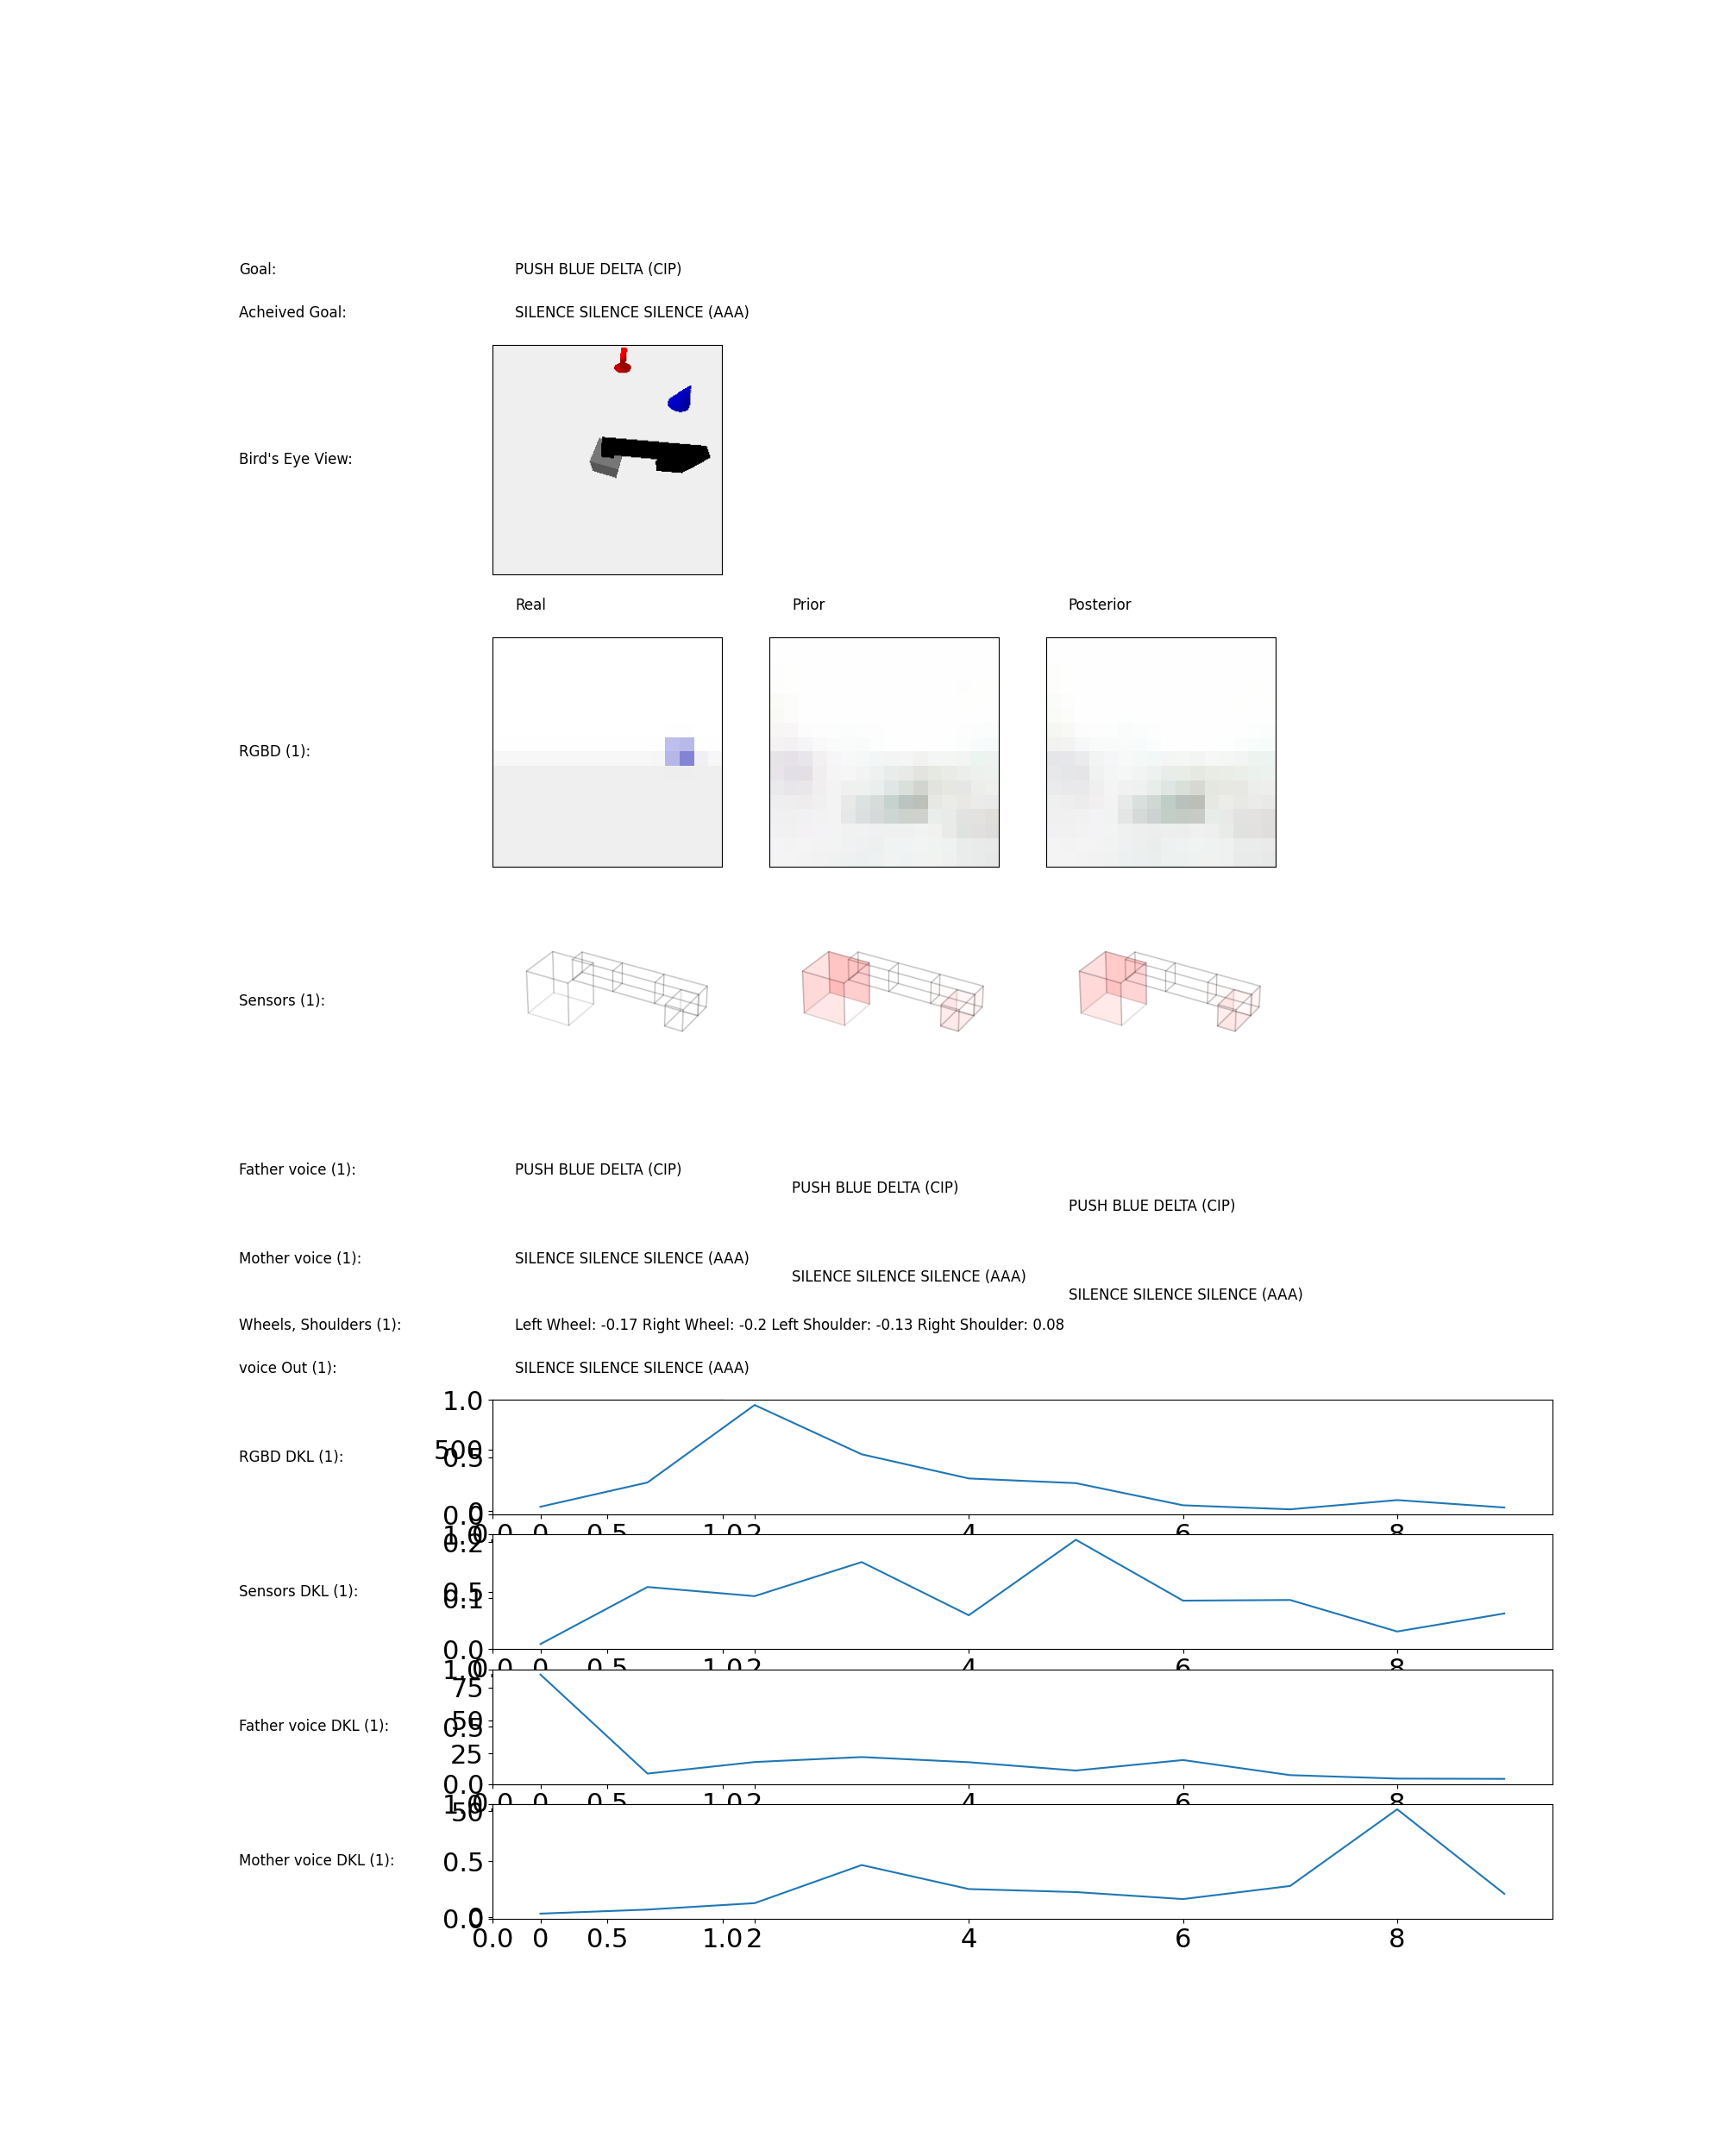 Goal: PUSH BLUE DELTA (CIP)
Acheived Goal: SILENCE SILENCE SILENCE (AAA)
Bird's Eye View:
Real Prior Posterior
RGBD (1):
Sensors (1):
Father voice (1): PUSH BLUE DELTA (CIP)
PUSH BLUE DELTA (CIP)
PUSH BLUE DELTA (CIP)
Mother voice (1): SILENCE SILENCE SILENCE (AAA)
SILENCE SILENCE SILENCE (AAA)
SILENCE SILENCE SILENCE (AAA)
Wheels, Shoulders (1): Left Wheel: -0.17 Right Wheel: -0.2 Left Shoulder: -0.13 Right Shoulder: 0.08
voice Out (1): SILENCE SILENCE SILENCE (AAA)
1.0
RGBD DKL (1): 500 0.5
0.0 0
0.0 0 0.5 1.0 2 4 6 8
1.0 0.2
Sensors DKL (1): 0.5 0.1
0.0
0.0 0 0.5 1.0 2 4 6 8
1.0
75
Father voice DKL (1): 50 0.5
25
0.0
0.0 0 0.5 1.0 2 4 6 8
1.0 50
Mother voice DKL (1): 0.5
0.0 0
0.0 0 0.5 1.0 2 4 6 8